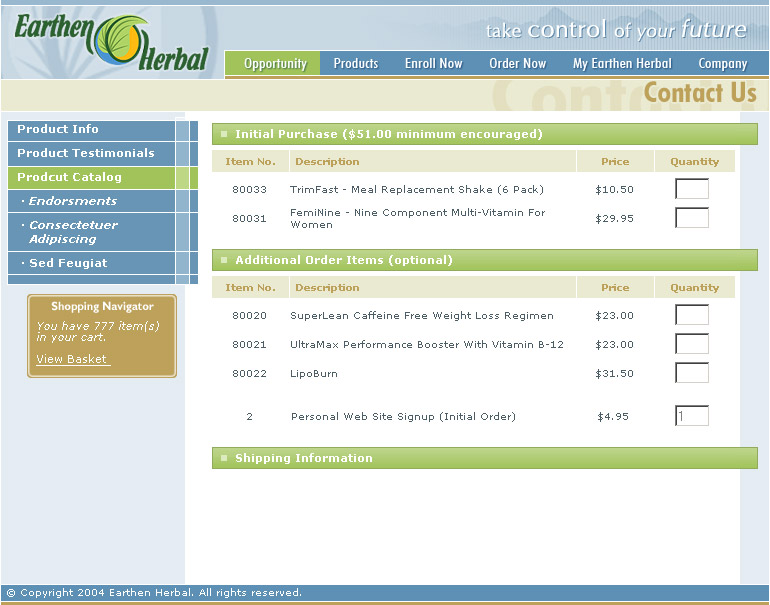 Earthen
Herbal
take control of your future
Opportunity Products Enroll Now Order Now My Earthen Herbal Company
Contact Us
Product Info
Product Testimonials
Prodcut Catalog
· Endorsments
· Consectetuer
Adipiscing
· Sed Feugiat
Shopping Navigator
You have 777 item(s)
in your cart.
View Basket
Initial Purchase ($51.00 minimum encouraged)
Item No. Description Price Quantity
80033 TrimFast - Meal Replacement Shake (6 Pack) $10.50
80031 FemiNine - Nine Component Multi-Vitamin For
Women $29.95
Additional Order Items (optional)
Item No. Description Price Quantity
80020 SuperLean Caffeine Free Weight Loss Regimen $23.00
80021 UltraMax Performance Booster With Vitamin B-12 $23.00
80022 LipoBurn $31.50
2 Personal Web Site Signup (Initial Order) $4.95 1
Shipping Information
© Copyright 2004 Earthen Herbal. All rights reserved.